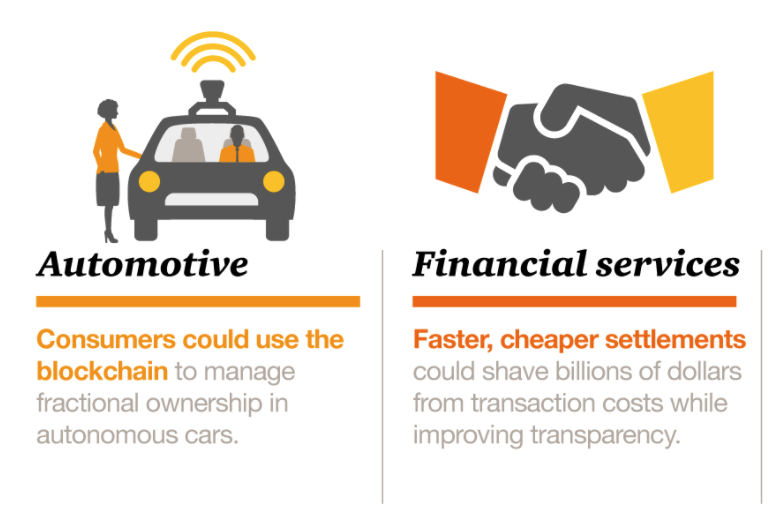 Automotive
Consumers could use the
blockchain to manage
fractional ownership in
autonomous cars.
Financial services
Faster, cheaper settlements
could shave billions of dollars
from transaction costs while
improving transparency.